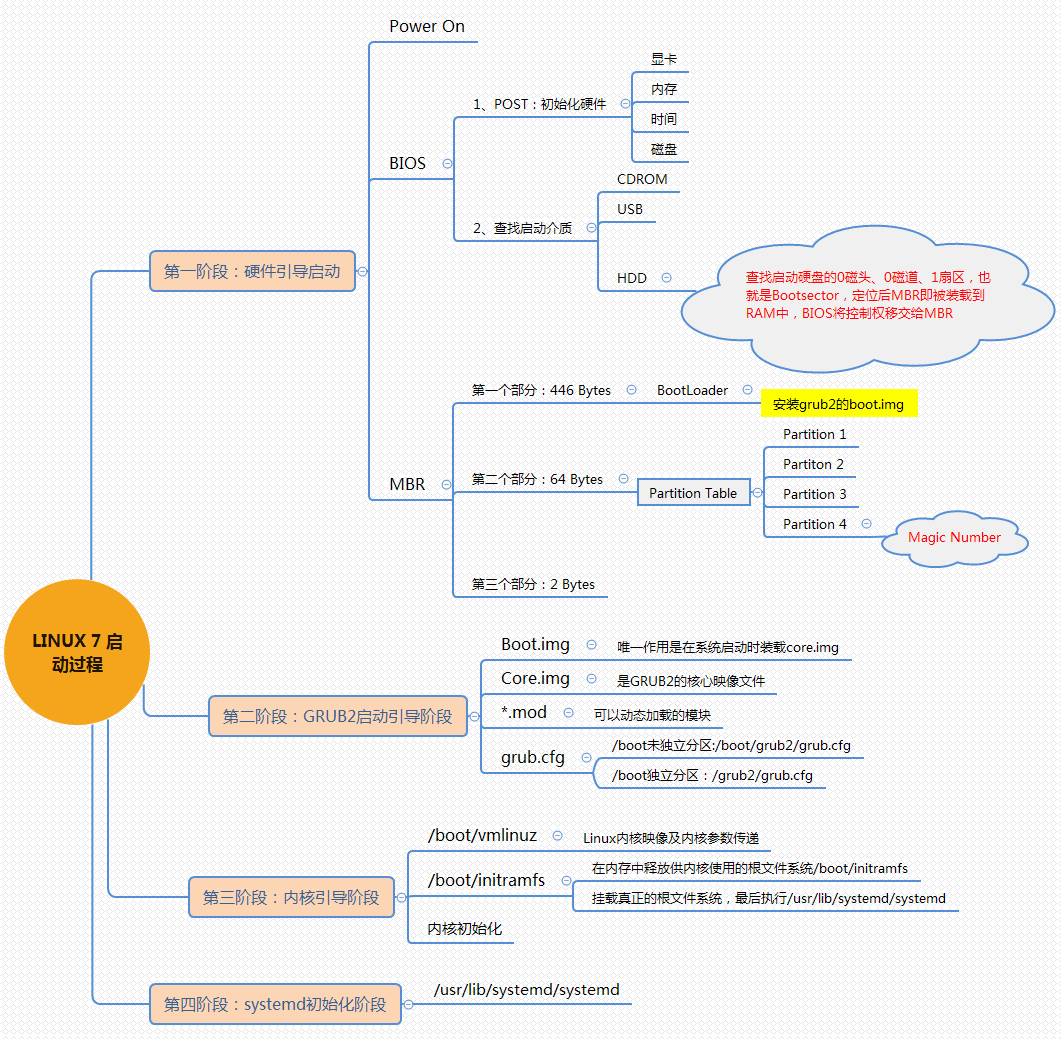 Power On
显卡
内存
1、POST：初始化硬件
时间
磁盘
BIOS
CDROM
USB
2、查找启动介质
HDD
查找启动硬盘的0磁头、0磁道、1扇区，也
就是Bootsector，定位后MBR即被装载到
RAM中，BIOS将控制权移交给MBR
第一阶段：硬件引导启动
第一个部分：446 Bytes
BootLoader
安装grub2的boot.img
MBR
第二个部分：64 Bytes
Partition Table
Partition 1
Partiton 2
Partition 3
Partition 4
Magic Number
第三个部分：2 Bytes
LINUX 7 启
动过程
第二阶段：GRUB2启动引导阶段
Boot.img
唯一作用是在系统启动时装载core.img
Core.img
是GRUB2的核心映像文件
*.mod
可以动态加载的模块
grub.cfg
/boot未独立分区:/boot/grub2/grub.cfg
/boot独立分区：/grub2/grub.cfg
第三阶段：内核引导阶段
/boot/vmlinuz
Linux内核映像及内核参数传递
/boot/initramfs
在内存中释放供内核使用的根文件系统/boot/initramfs
挂载真正的根文件系统，最后执行/usr/lib/systemd/systemd
内核初始化
第四阶段：systemd初始化阶段
/usr/lib/systemd/systemd